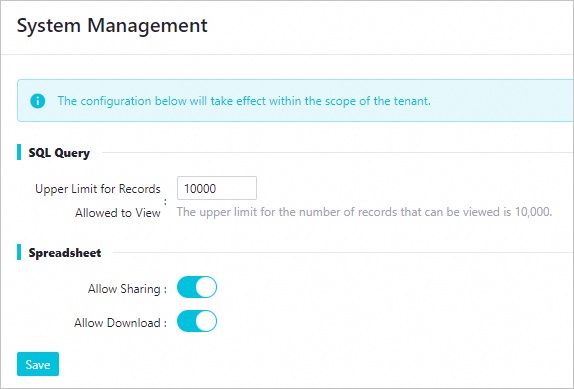 System Management
The configuration below will take effect within the scope of the tenant.
SQL Query
Upper Limit for Records
Allowed to View :
10000
The upper limit for the number of records that can be viewed is 10,000.
Spreadsheet
Allow Sharing :
Allow Download :
Save